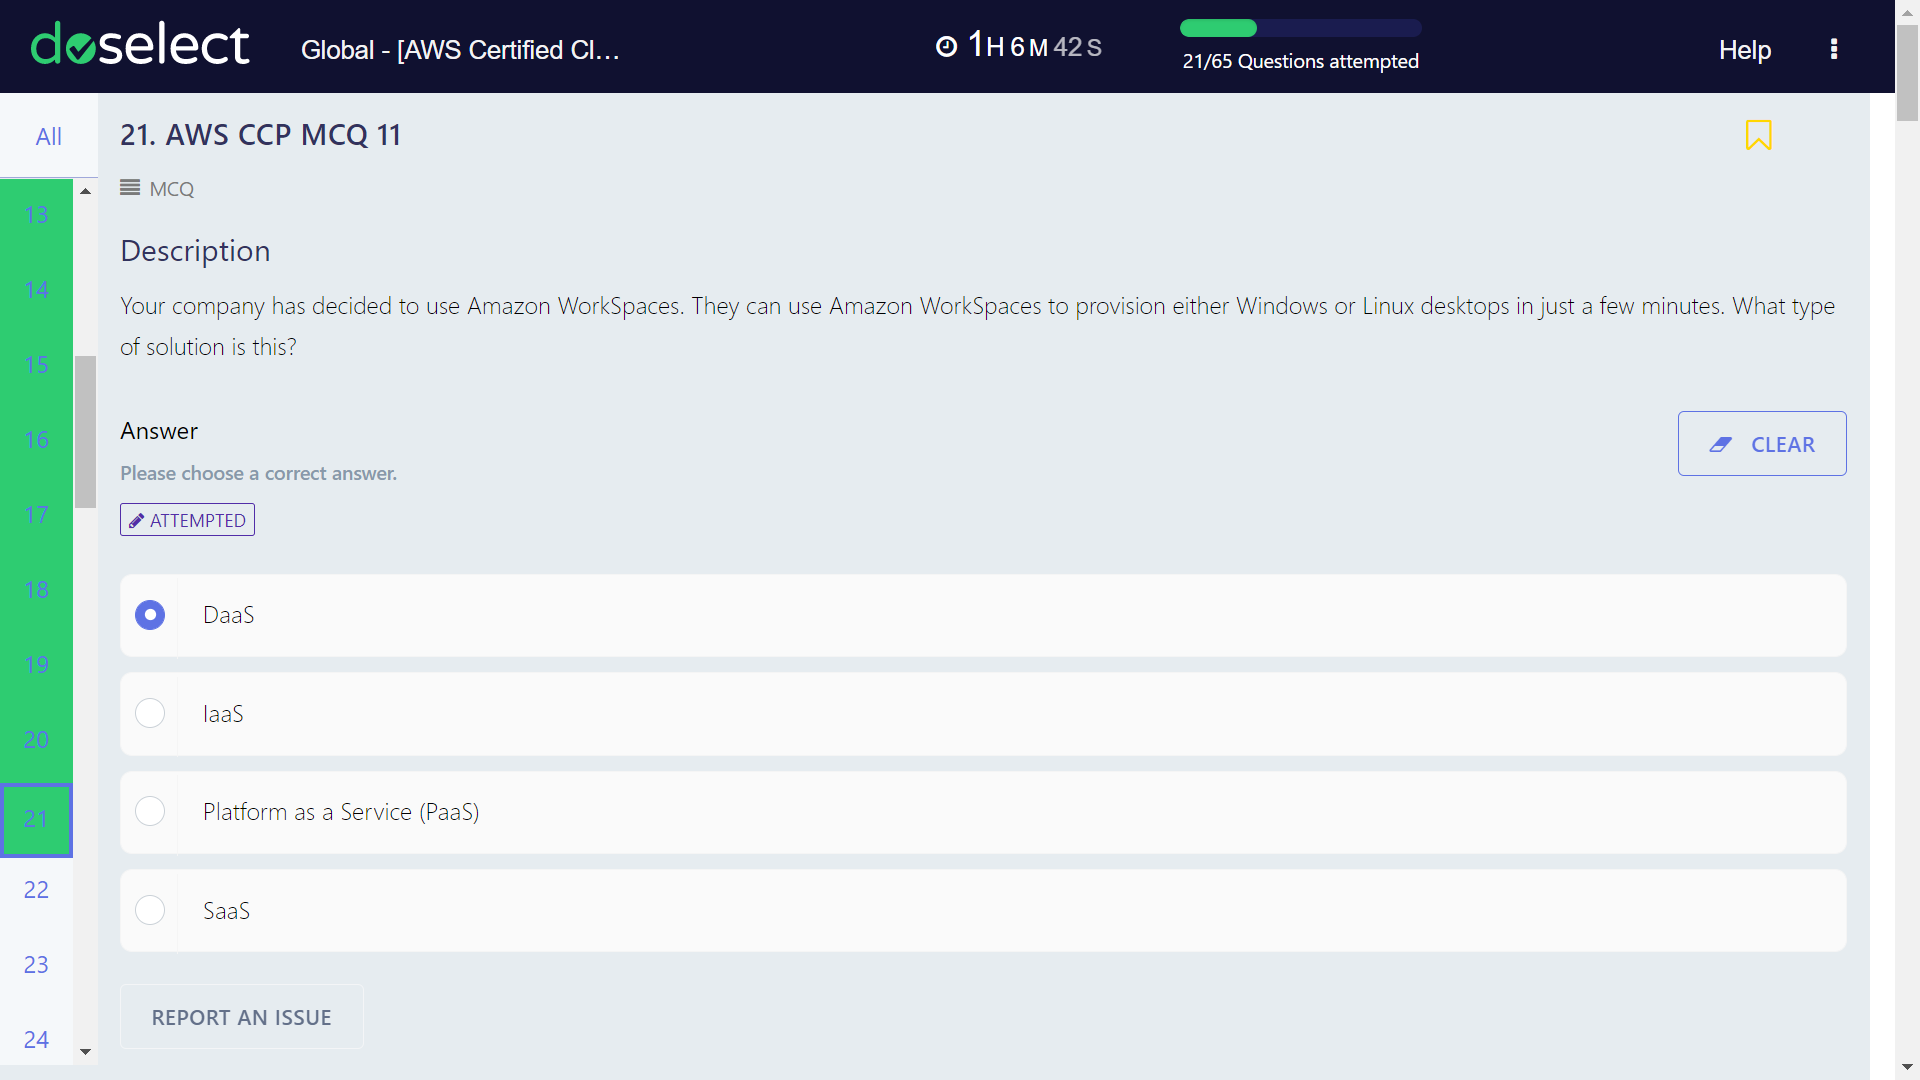 doselect
Global - [AWS Certified Cl...
1H 6M 42S
21/65 Questions attempted
Help
All
13
14
15
16
17
18
19
20
21
22
23
24
21. AWS CCP MCQ 11
MCQ
Description
Your company has decided to use Amazon WorkSpaces. They can use Amazon WorkSpaces to provision either Windows or Linux desktops in just a few minutes. What type
of solution is this?
Answer
Please choose a correct answer.
CLEAR
ATTEMPTED
DaaS
IaaS
Platform as a Service (PaaS)
SaaS
REPORT AN ISSUE